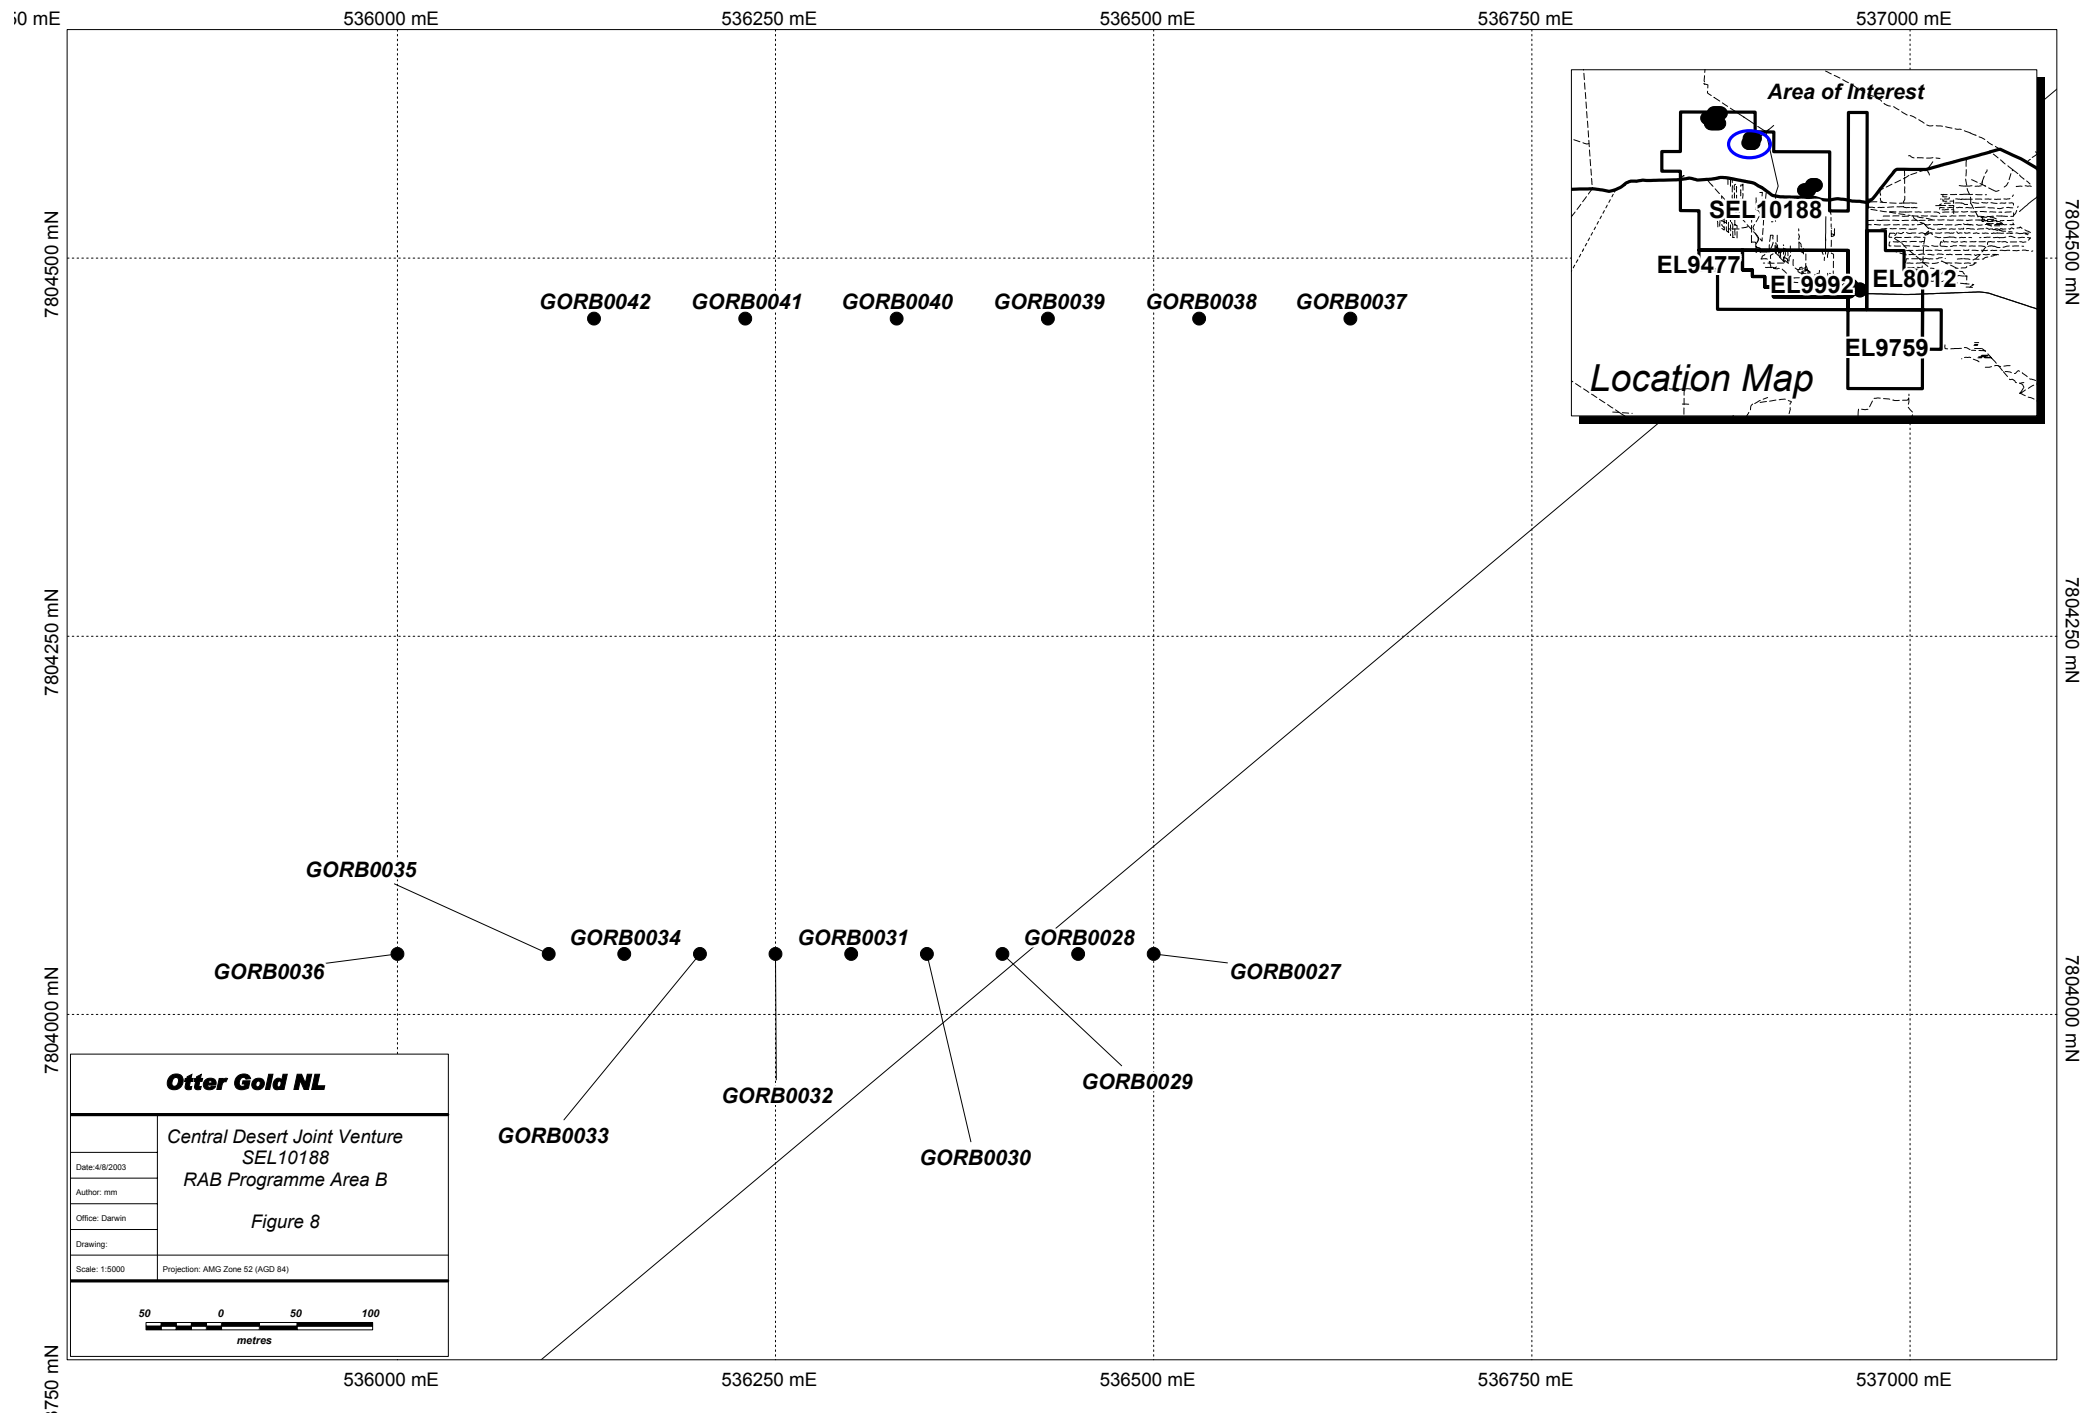 50 mE 536000 mE 536250 mE 536500 mE 536750 mE 537000 mE
Area of Interest
SEL10188
EL9477
EL9992
EL8012
EL9759
Location Map
7804500 mN
7804500 mN
GORB0042 GORB0041 GORB0040 GORB0039 GORB0038 GORB0037
7804250 mN
7804250 mN
GORB0035
GORB0034 GORB0031 GORB0028
GORB0036 GORB0027
7804000 mN
7804000 mN
GORB0032 GORB0029
GORB0033 GORB0030
Otter Gold NL
Central Desert Joint Venture
SEL10188
RAB Programme Area B
Figure 8
Date:4/8/2003
Author: mm
Office: Darwin
Drawing:
Scale: 1:5000 Projection: AMG Zone 52 (AGD 84)
50 0 50 100
metres
3750 mN
536000 mE 536250 mE 536500 mE 536750 mE 537000 mE